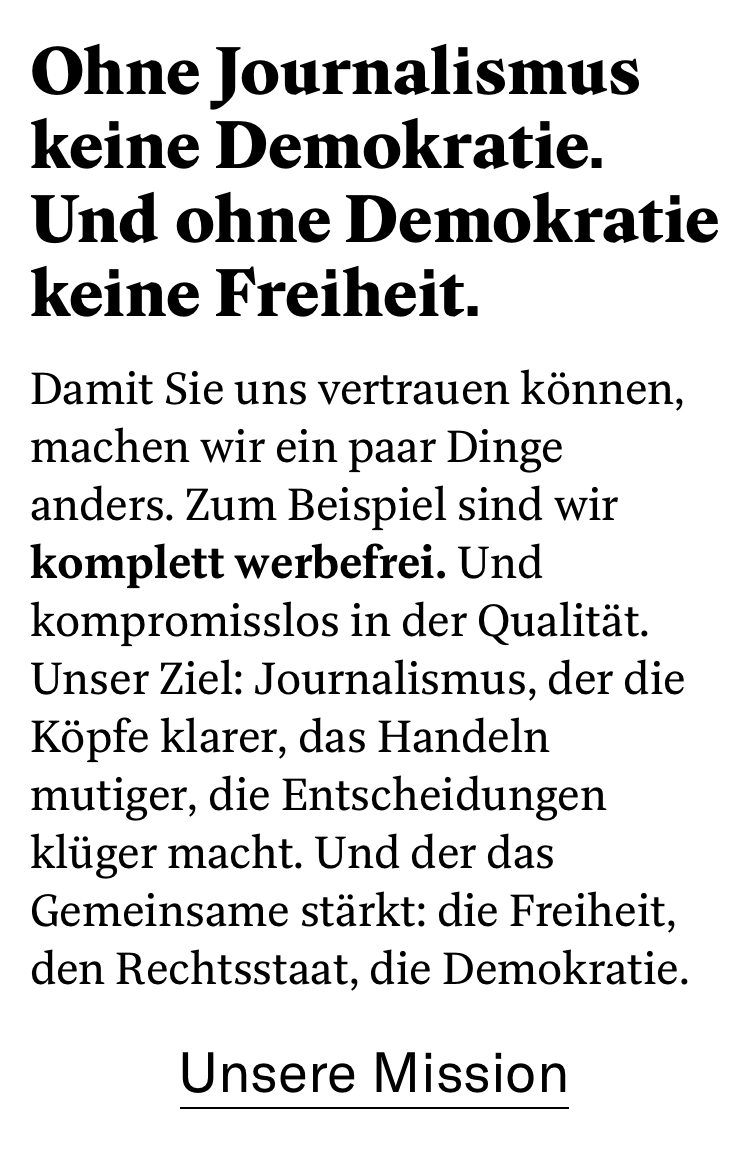 Ohne Journalismus
keine Demokratie.
Und ohne Demokratie
keine Freiheit.
Damit Sie uns vertrauen können,
machen wir ein paar Dinge
anders. Zum Beispiel sind wir
komplett werbefrei. Und
kompromisslos in der Qualität.
Unser Ziel: Journalismus, der die
Köpfe klarer, das Handeln
mutiger, die Entscheidungen
klüger macht. Und der das
Gemeinsame stärkt: die Freiheit,
den Rechtsstaat, die Demokratie.
Unsere Mission